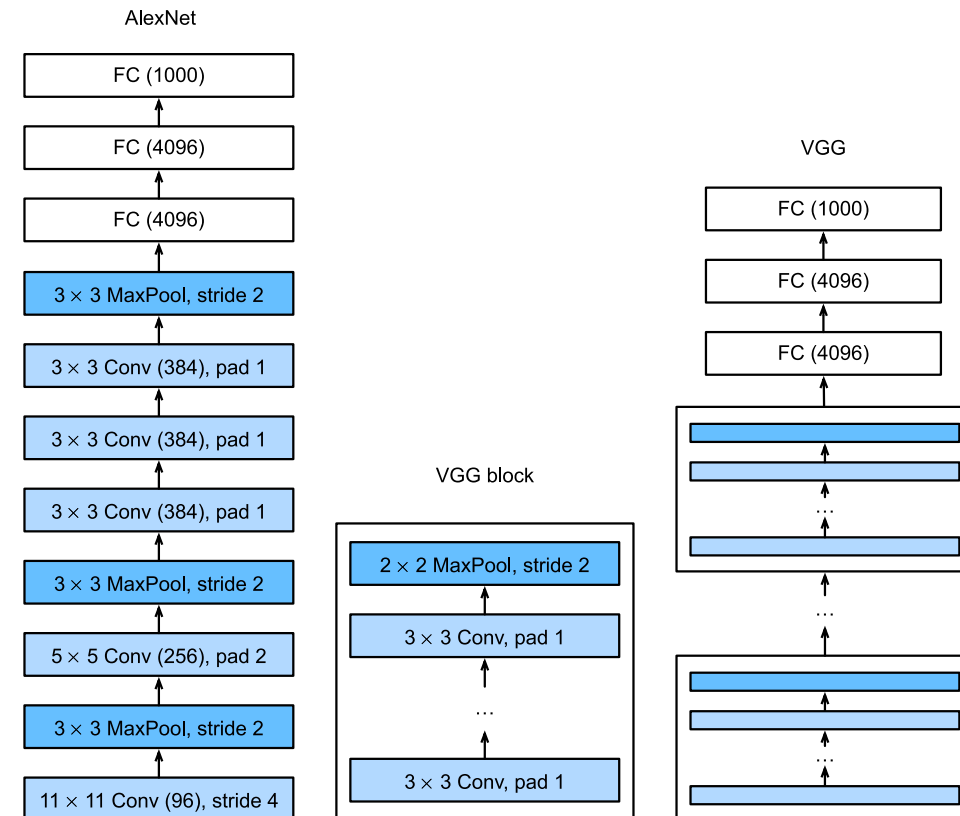 AlexNet
FC (1000)
FC (4096)
FC (4096)
3 × 3 MaxPool, stride 2
3 × 3 Conv (384), pad 1
3 × 3 Conv (384), pad 1
3 × 3 Conv (384), pad 1
3 × 3 MaxPool, stride 2
5 × 5 Conv (256), pad 2
3 × 3 MaxPool, stride 2
11 × 11 Conv (96), stride 4
VGG block
2 × 2 MaxPool, stride 2
3 × 3 Conv, pad 1
...
3 × 3 Conv, pad 1
VGG
FC (1000)
FC (4096)
FC (4096)
...
...
...